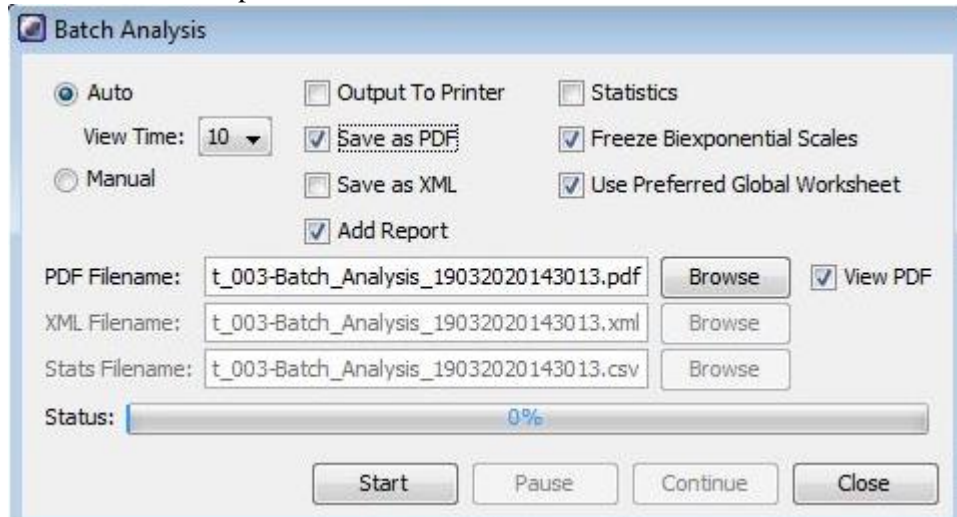 Batch Analysis
Auto Output To Printer Statistics
View Time: 10 Save as PDF Freeze Biexponential Scales
Manual Save as XML Use Preferred Global Worksheet
Add Report
PDF Filename: t_003-Batch_Analysis_19032020143013.pdf Browse View PDF
XML Filename: t_003-Batch_Analysis_19032020143013.xml Browse
Stats Filename: t_003-Batch_Analysis_19032020143013.csv Browse
Status: 0%
Start Pause Continue Close